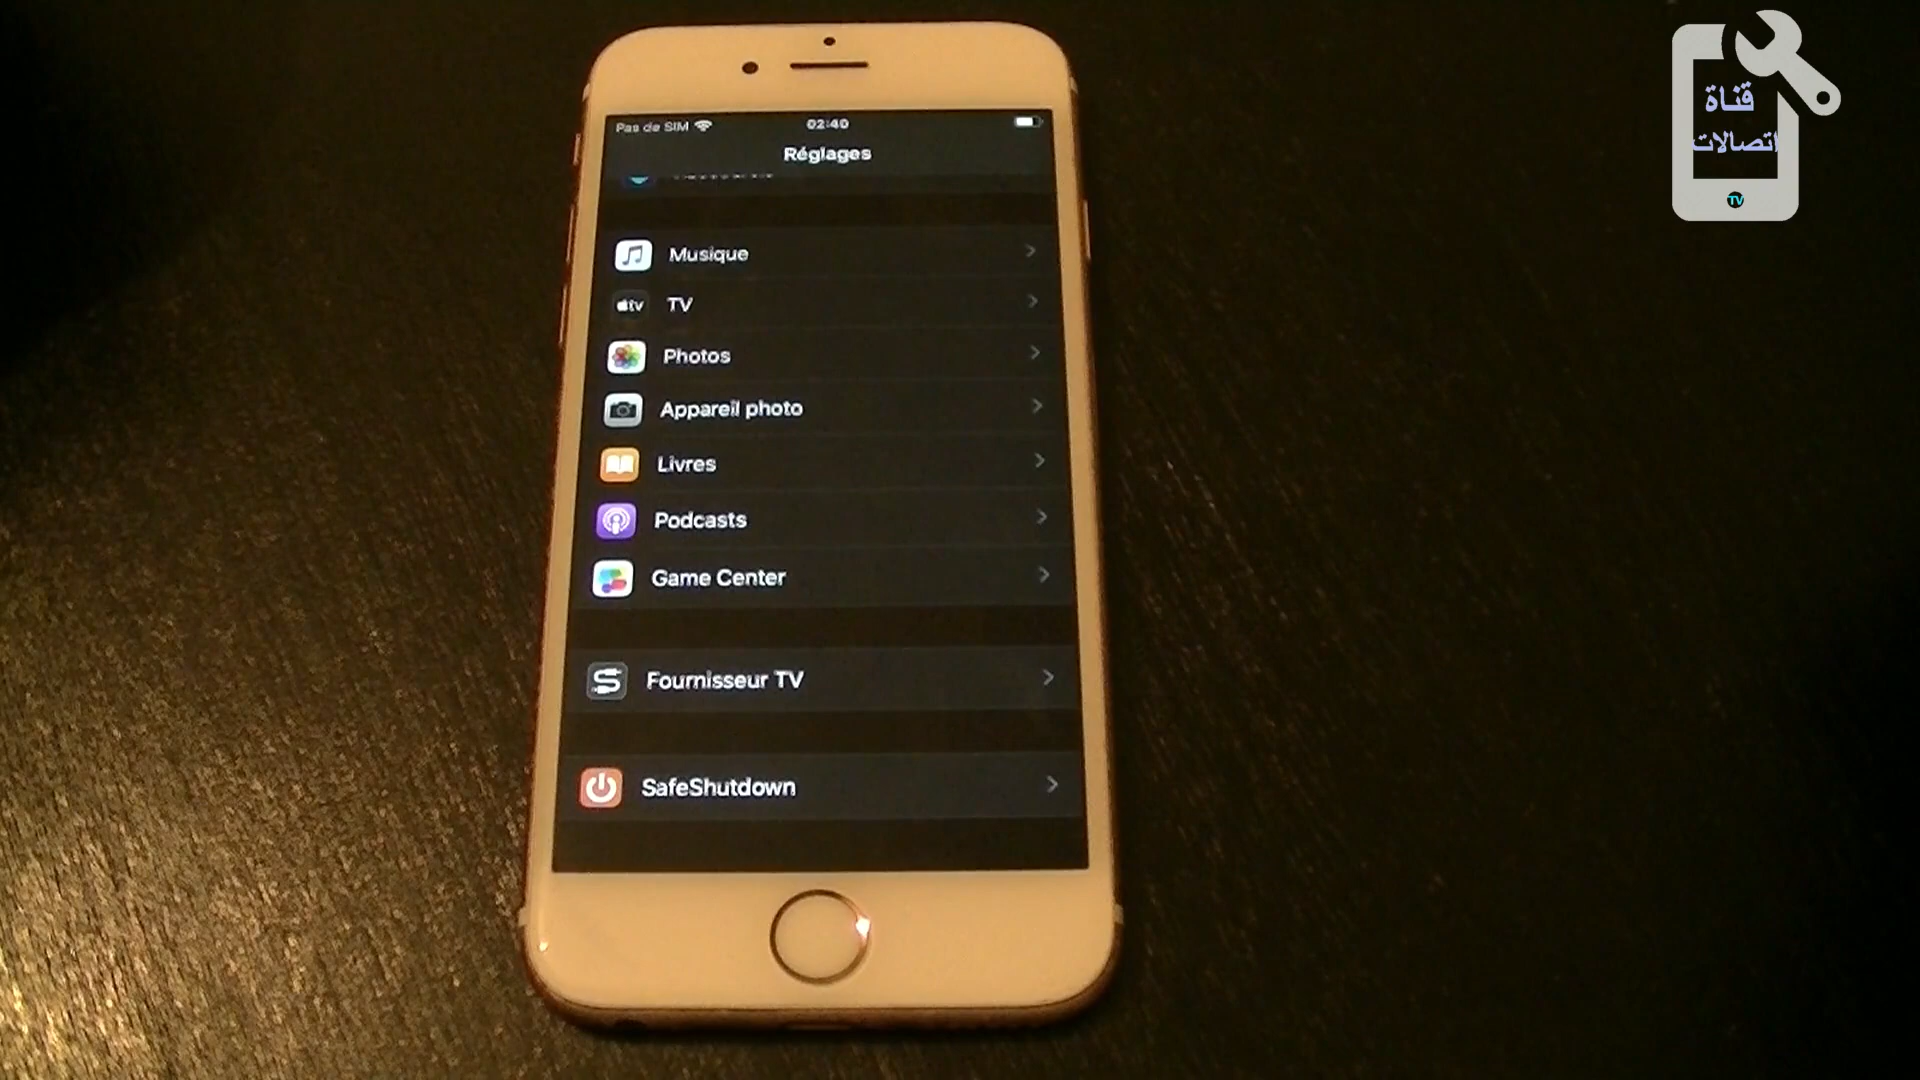 Pas de SIM
02:40
Réglages
Musique
tv
TV
Photos
Appareil photo
Livres
Podcasts
Game Center
Fournisseur TV
SafeShutdown
قناة
اتصالات
TV